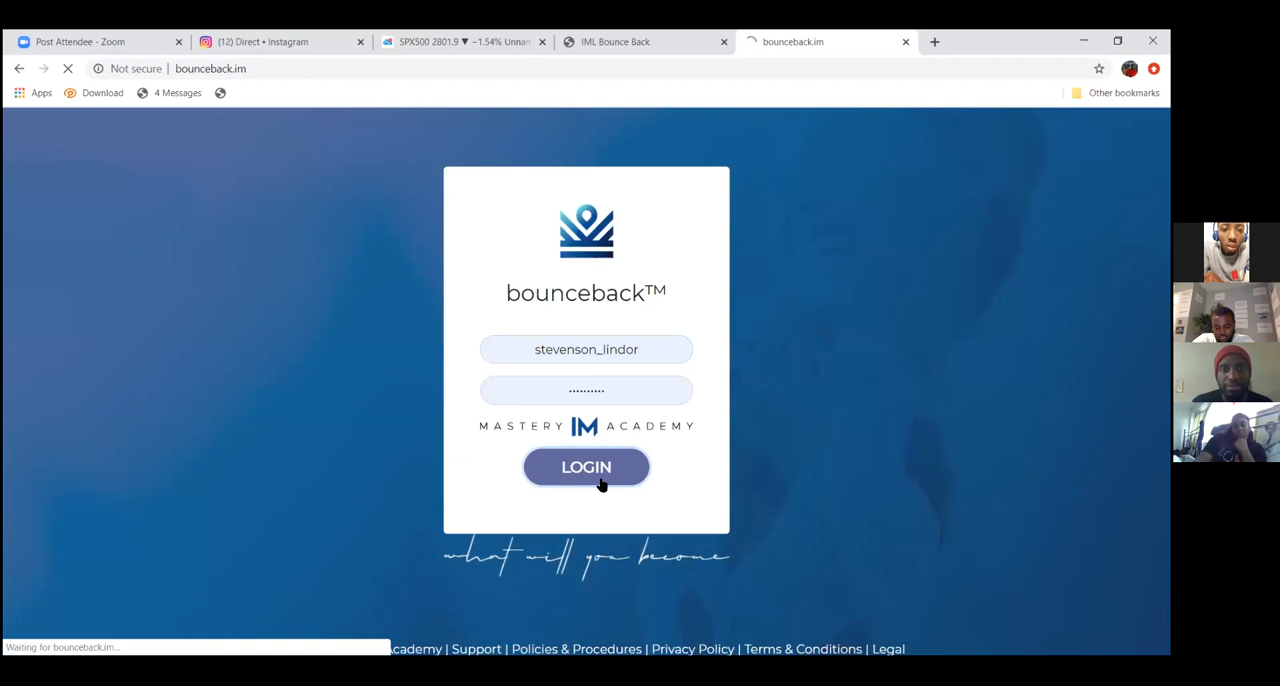 Post Attendee - Zoom
(12) Direct • Instagram
SPX500 2801.9 ▼ −1.54% Unnan
IML Bounce Back
bounceback.im
Not secure | bounceback.im
Apps
Download
4 Messages
Other bookmarks
bounceback™
stevenson_lindor
••••••••••
MASTERY IM ACADEMY
LOGIN
what will you become
Waiting for bounceback.im...
Academy | Support | Policies & Procedures | Privacy Policy | Terms & Conditions | Legal